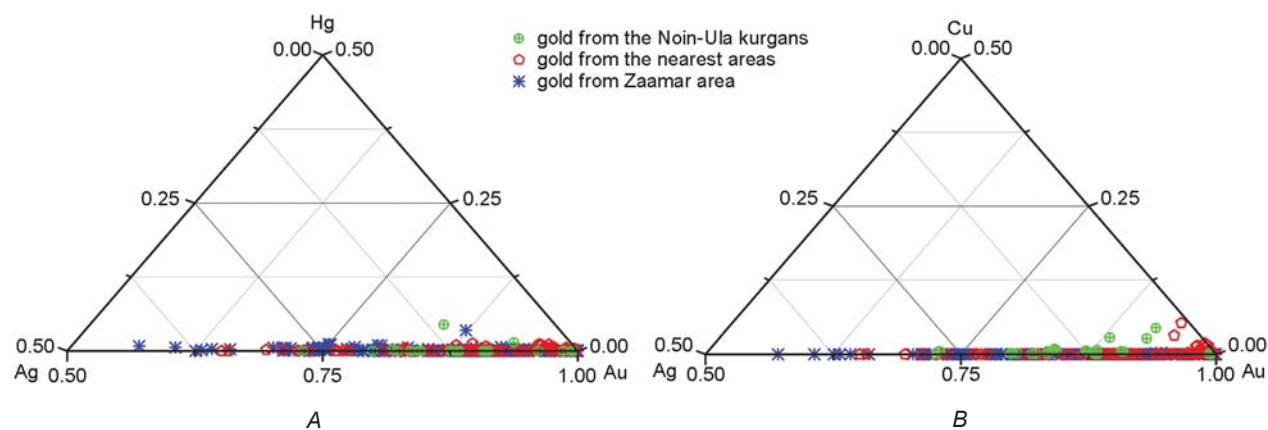 Hg
0.00 0.50
gold from the Noin-Ula kurgans
gold from the nearest areas
gold from Zaamar area
0.25 0.25
0.50 0.00
Ag Au
0.50 0.75 1.00
A
Cu
0.00 0.50
0.25 0.25
0.50 0.00
Ag Au
0.50 0.75 1.00
B